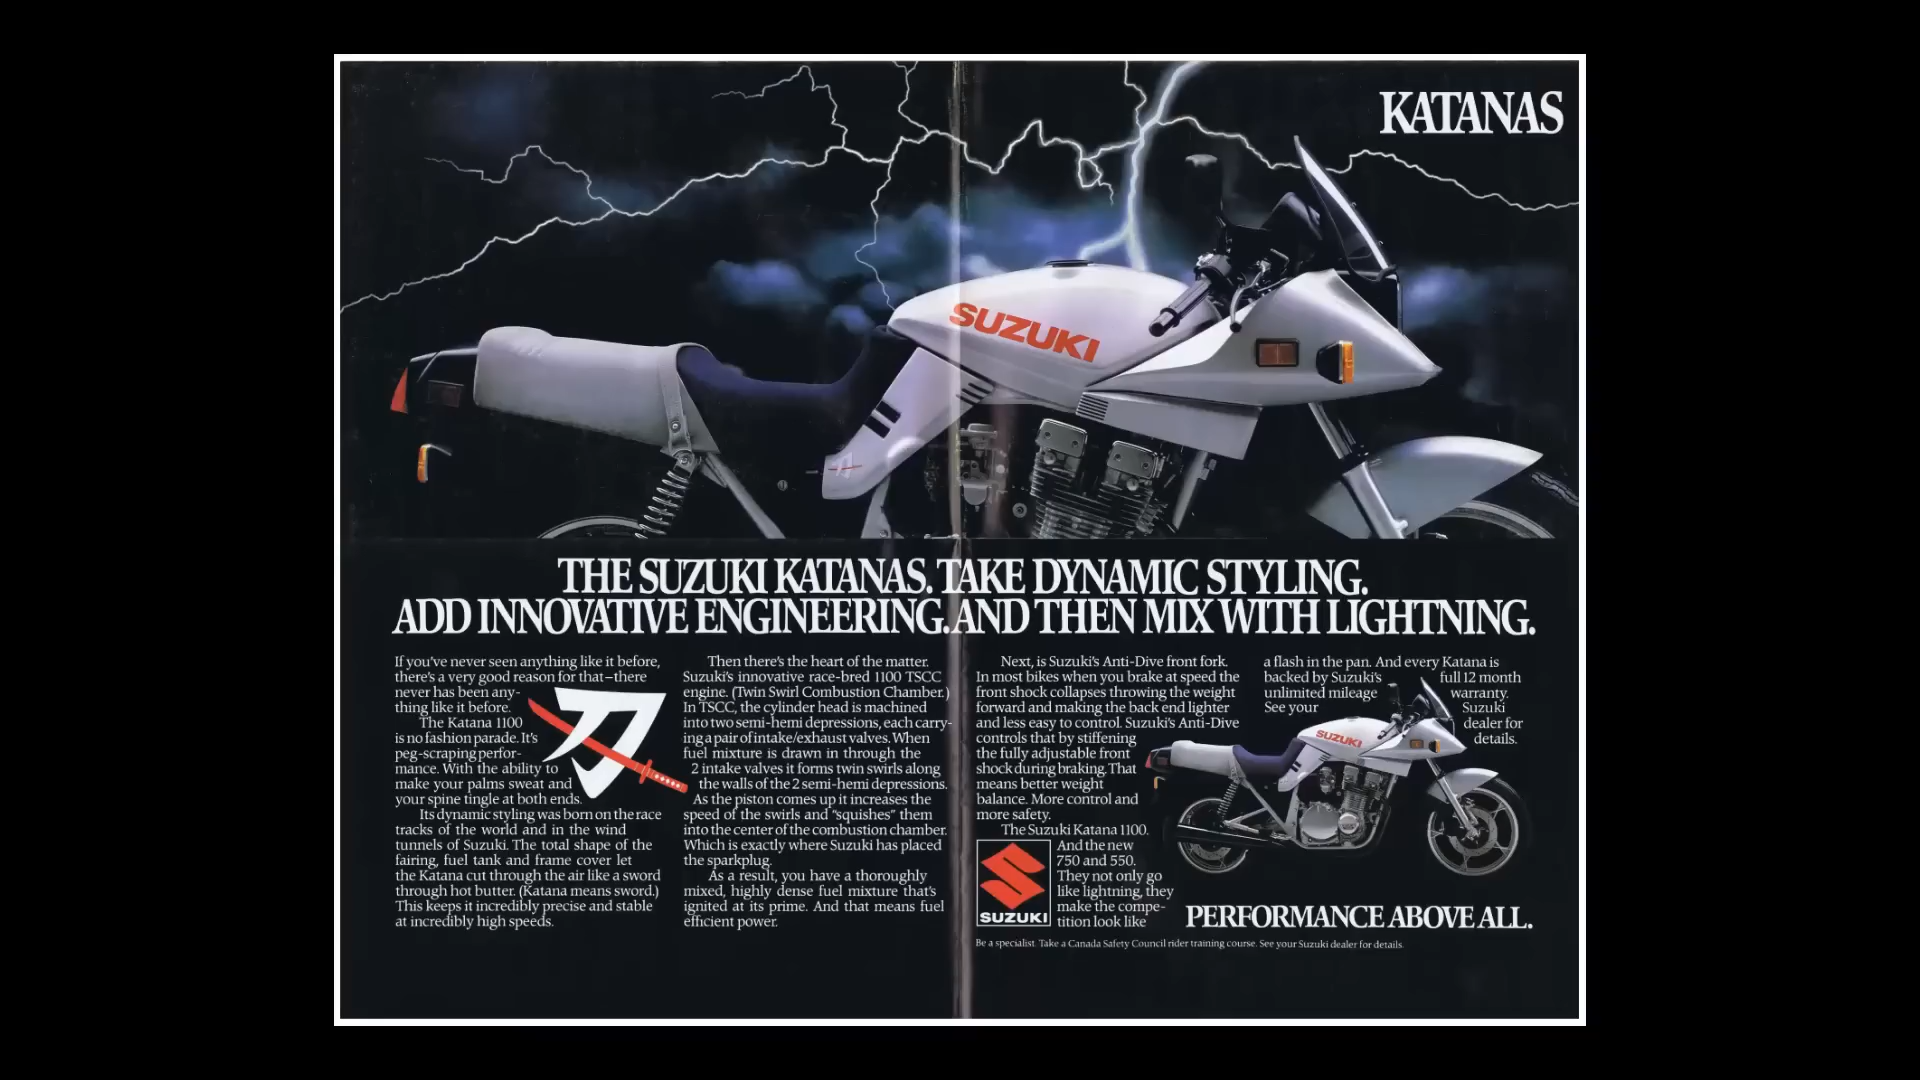 KATANAS
SUZUKI
THE SUZUKI KATANAS. TAKE DYNAMIC STYLING.
ADD INNOVATIVE ENGINEERING. AND THEN MIX WITH LIGHTNING.
If you've never seen anything like it before,
there's a very good reason for that–there
never has been any-
thing like it before.
The Katana 1100
is no fashion parade. It's
peg-scraping perfor-
mance. With the ability to
make your palms sweat and
your spine tingle at both ends.
Its dynamic styling was born on the race
tracks of the world and in the wind
tunnels of Suzuki. The total shape of the
fairing, fuel tank and frame cover let
the Katana cut through the air like a sword
through hot butter. (Katana means sword.)
This keeps it incredibly precise and stable
at incredibly high speeds.
刀
Then there's the heart of the matter.
Suzuki's innovative race-bred 1100 TSCC
engine. (Twin Swirl Combustion Chamber.)
In TSCC, the cylinder head is machined
into two semi-hemi depressions, each carry-
ing a pair of intake/exhaust valves. When
fuel mixture is drawn in through the
2 intake valves it forms twin swirls along
the walls of the 2 semi-hemi depressions.
As the piston comes up it increases the
speed of the swirls and "squishes" them
into the center of the combustion chamber.
Which is exactly where Suzuki has placed
the sparkplug.
As a result, you have a thoroughly
mixed, highly dense fuel mixture that's
ignited at its prime. And that means fuel
efficient power.
Next, is Suzuki's Anti-Dive front fork.
In most bikes when you brake at speed the
front shock collapses throwing the weight
forward and making the back end lighter
and less easy to control. Suzuki's Anti-Dive
controls that by stiffening
the fully adjustable front
shock during braking. That
means better weight
balance. More control and
more safety.
The Suzuki Katana 1100.
And the new
750 and 550.
They not only go
like lightning, they
make the compe-
tition look like
SUZUKI
a flash in the pan. And every Katana is
backed by Suzuki's full 12 month
unlimited mileage warranty.
See your Suzuki
dealer for
details.
SUZUKI
PERFORMANCE ABOVE ALL.
Be a specialist. Take a Canada Safety Council rider training course. See your Suzuki dealer for details.